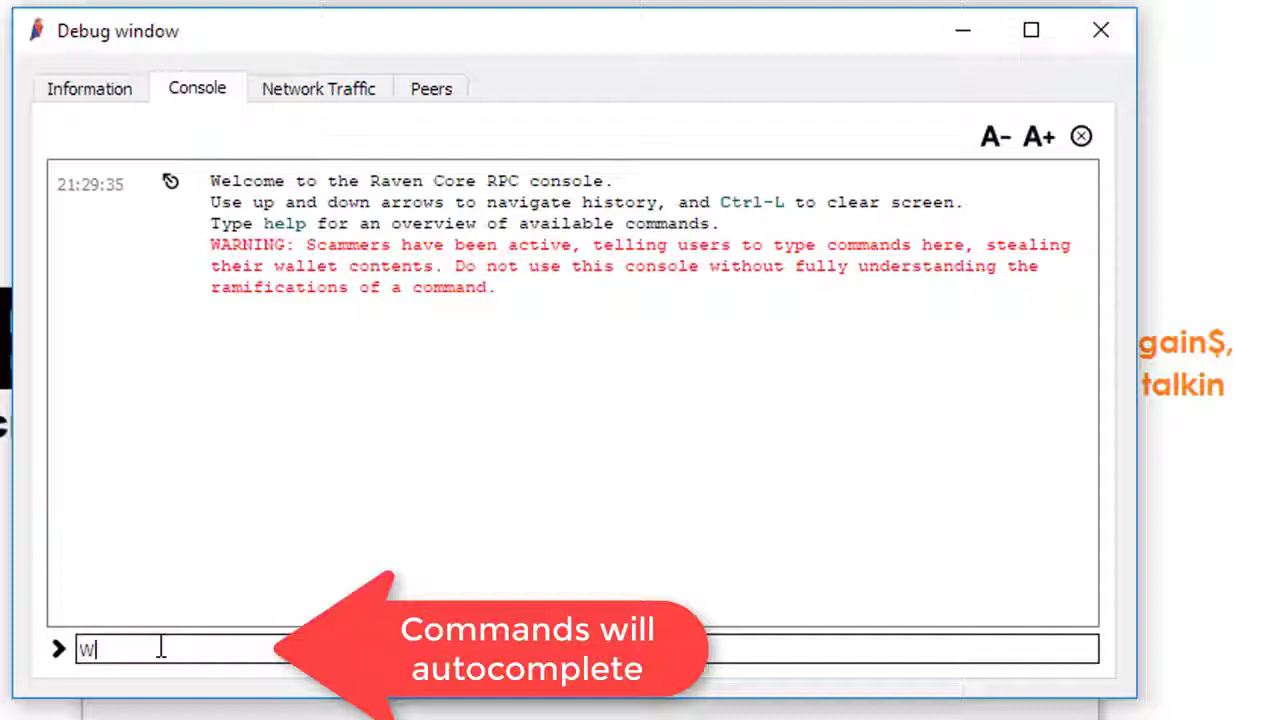 Debug window
Information
Console
Network Traffic
Peers
A- A+
21:29:35
Welcome to the Raven Core RPC console.
Use up and down arrows to navigate history, and Ctrl-L to clear screen.
Type help for an overview of available commands.
WARNING: Scammers have been active, telling users to type commands here, stealing
their wallet contents. Do not use this console without fully understanding the
ramifications of a command.
gain$,
talkin
Commands will
autocomplete
W